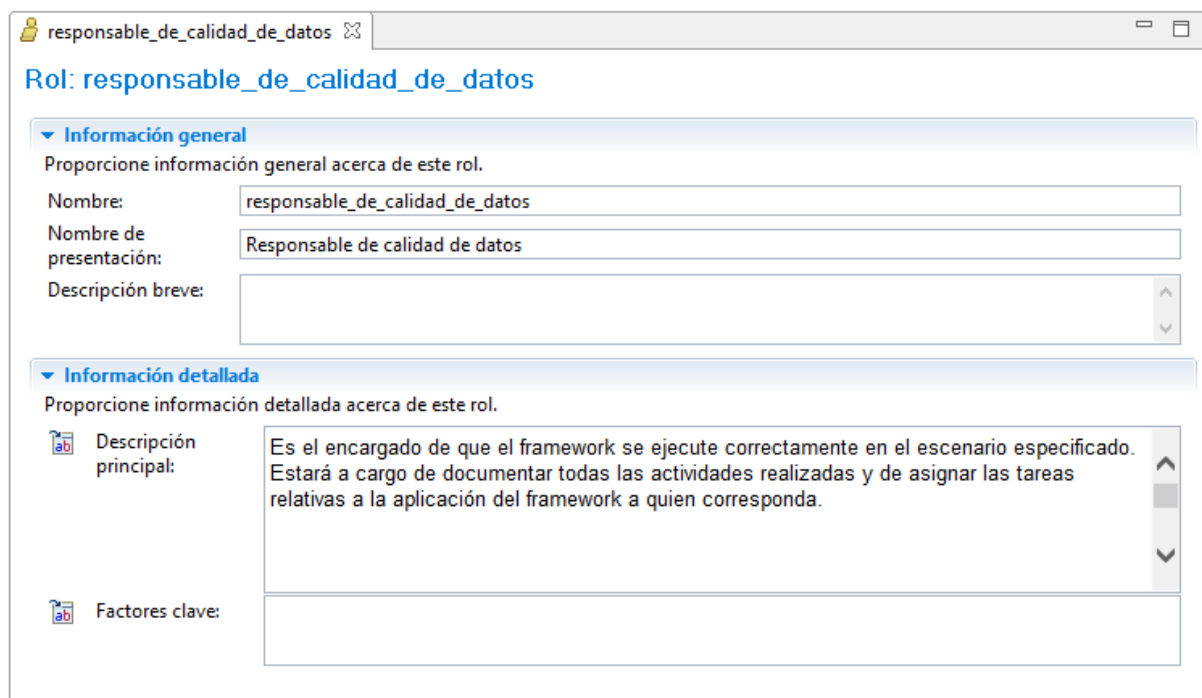 responsable_de_calidad_de_datos
Rol: responsable_de_calidad_de_datos
Información general
Proporcione información general acerca de este rol.
Nombre: responsable_de_calidad_de_datos
Nombre de
presentación: Responsable de calidad de datos
Descripción breve:
Información detallada
Proporcione información detallada acerca de este rol.
ab Descripción
principal:
Es el encargado de que el framework se ejecute correctamente en el escenario especificado.
Estará a cargo de documentar todas las actividades realizadas y de asignar las tareas
relativas a la aplicación del framework a quien corresponda.
ab Factores clave: